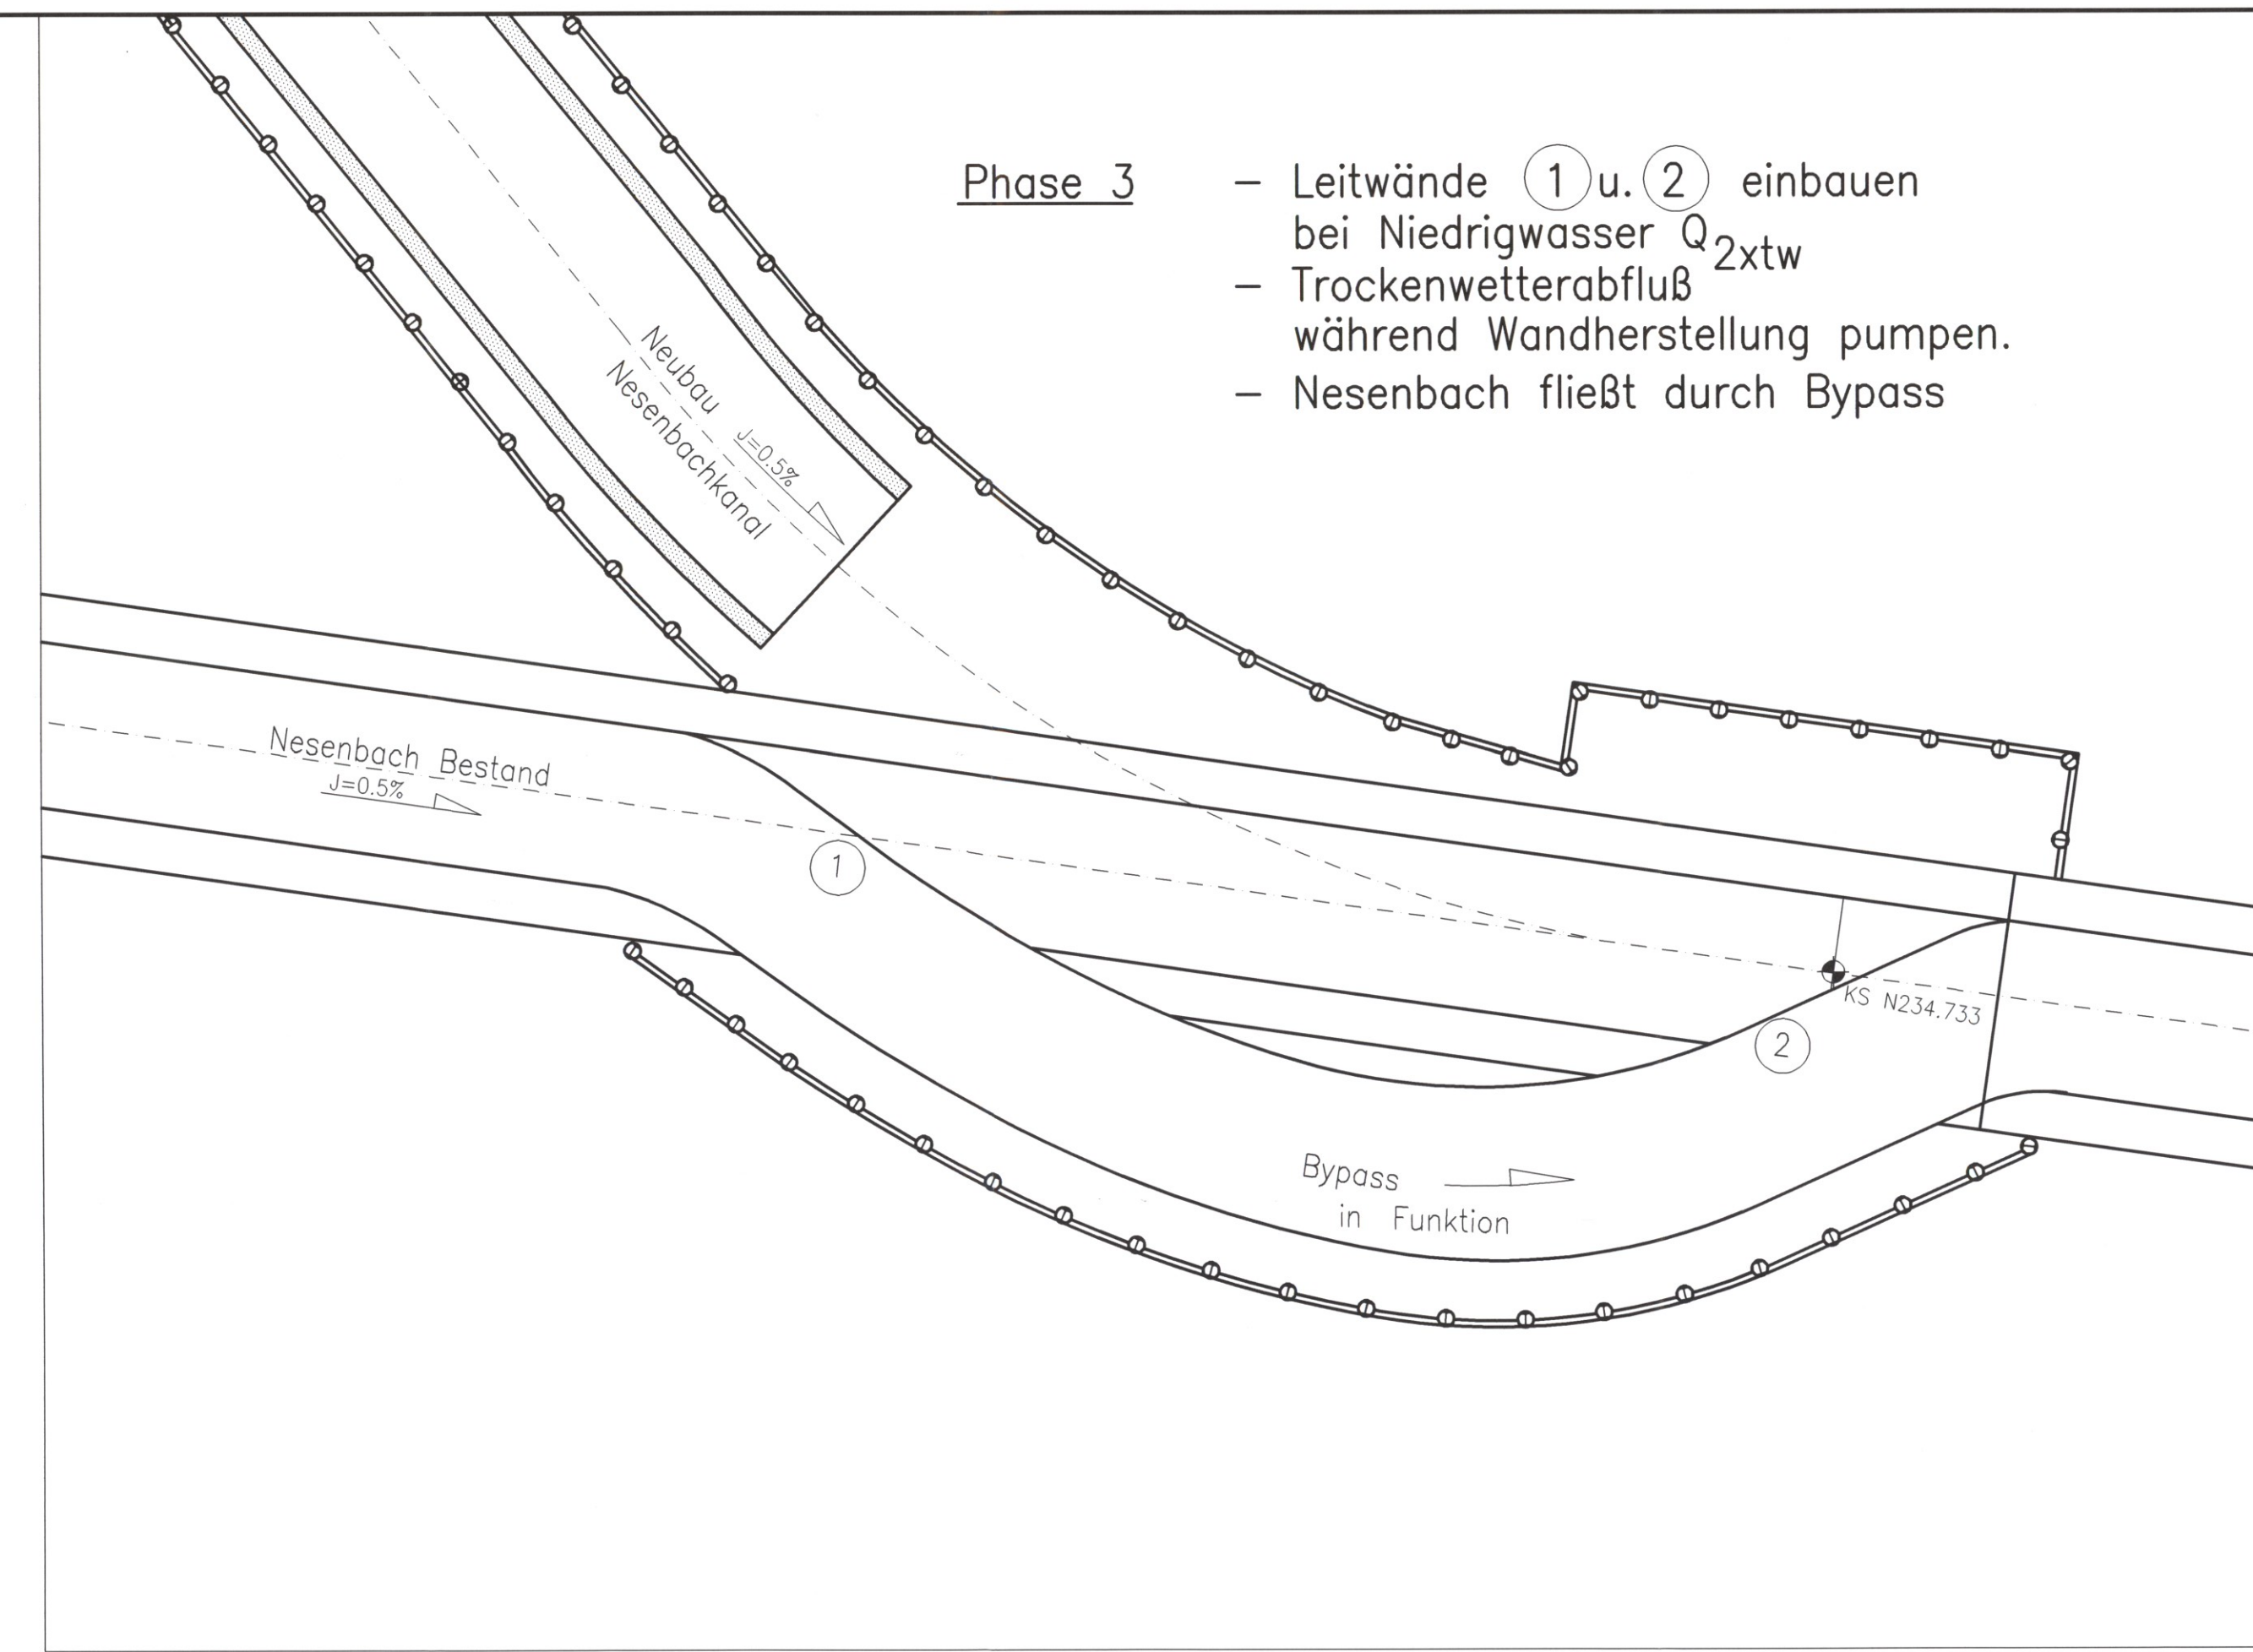 Phase 3 – Leitwände 1 u. 2 einbauen
bei Niedrigwasser Q2xtw
– Trockenwetterabfluß
während Wandherstellung pumpen.
– Nesenbach fließt durch Bypass
Neubau
Nesenbachkanal
J=0.5%
Nesenbach Bestand
J=0.5%
1
KS N234.733
2
Bypass
in Funktion